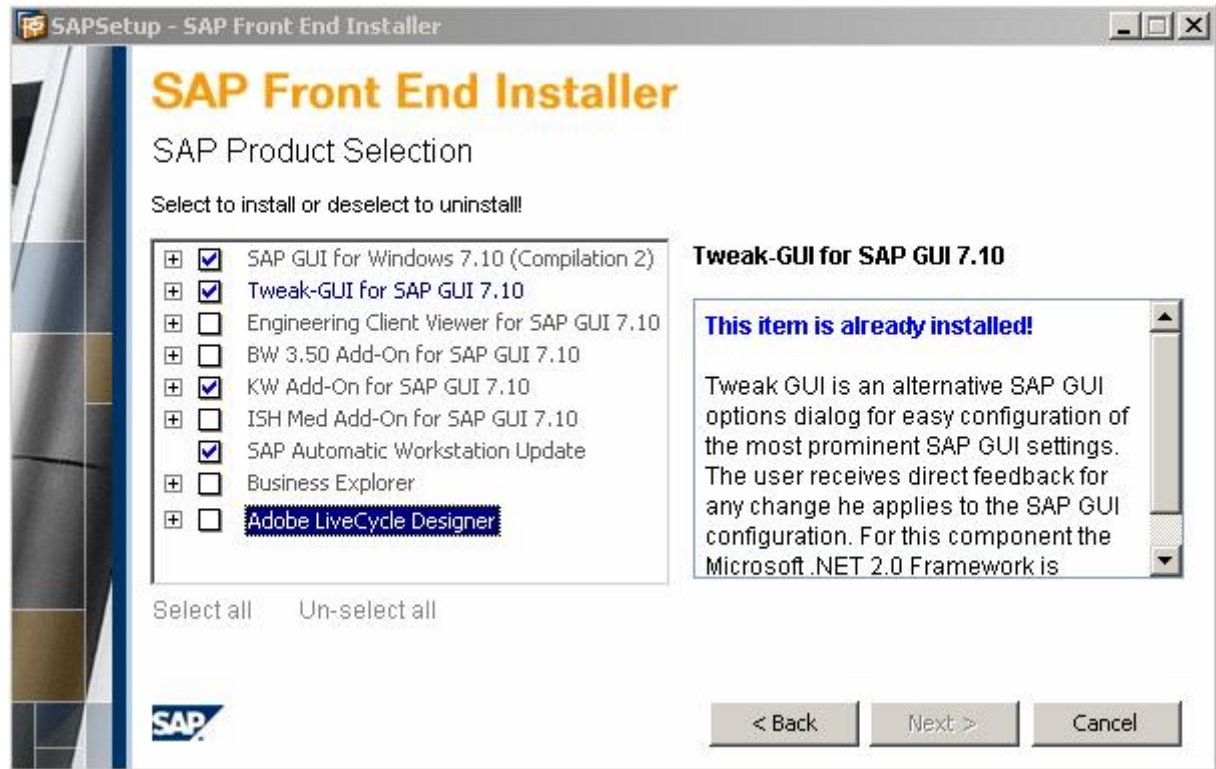 SAPSetup - SAP Front End Installer
SAP Front End Installer
SAP Product Selection
Select to install or deselect to uninstall!
SAP GUI for Windows 7.10 (Compilation 2)
Tweak-GUI for SAP GUI 7.10
Engineering Client Viewer for SAP GUI 7.10
BW 3.50 Add-On for SAP GUI 7.10
KW Add-On for SAP GUI 7.10
ISH Med Add-On for SAP GUI 7.10
SAP Automatic Workstation Update
Business Explorer
Adobe LiveCycle Designer
Select all Un-select all
Tweak-GUI for SAP GUI 7.10
This item is already installed!
Tweak GUI is an alternative SAP GUI
options dialog for easy configuration of
the most prominent SAP GUI settings.
The user receives direct feedback for
any change he applies to the SAP GUI
configuration. For this component the
Microsoft .NET 2.0 Framework is
SAP
< Back Next > Cancel